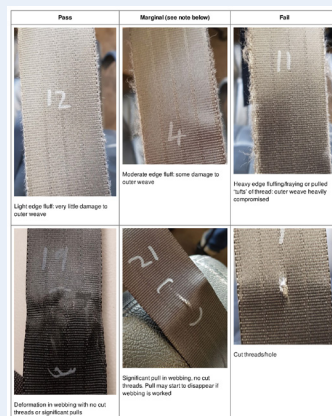 Pass
Marginal (see note below)
Fail
12
4
11
Light edge fluff: very little damage to
outer weave
Moderate edge fluff: some damage to
outer weave
Heavy edge fluffing/fraying or pulled
'tufts' of thread: outer weave heavily
compromised
17
21
Deformation in webbing with no cut
threads or significant pulls
Significant pull in webbing, no cut
threads. Pull may start to disappear if
webbing is worked
Cut threads/hole